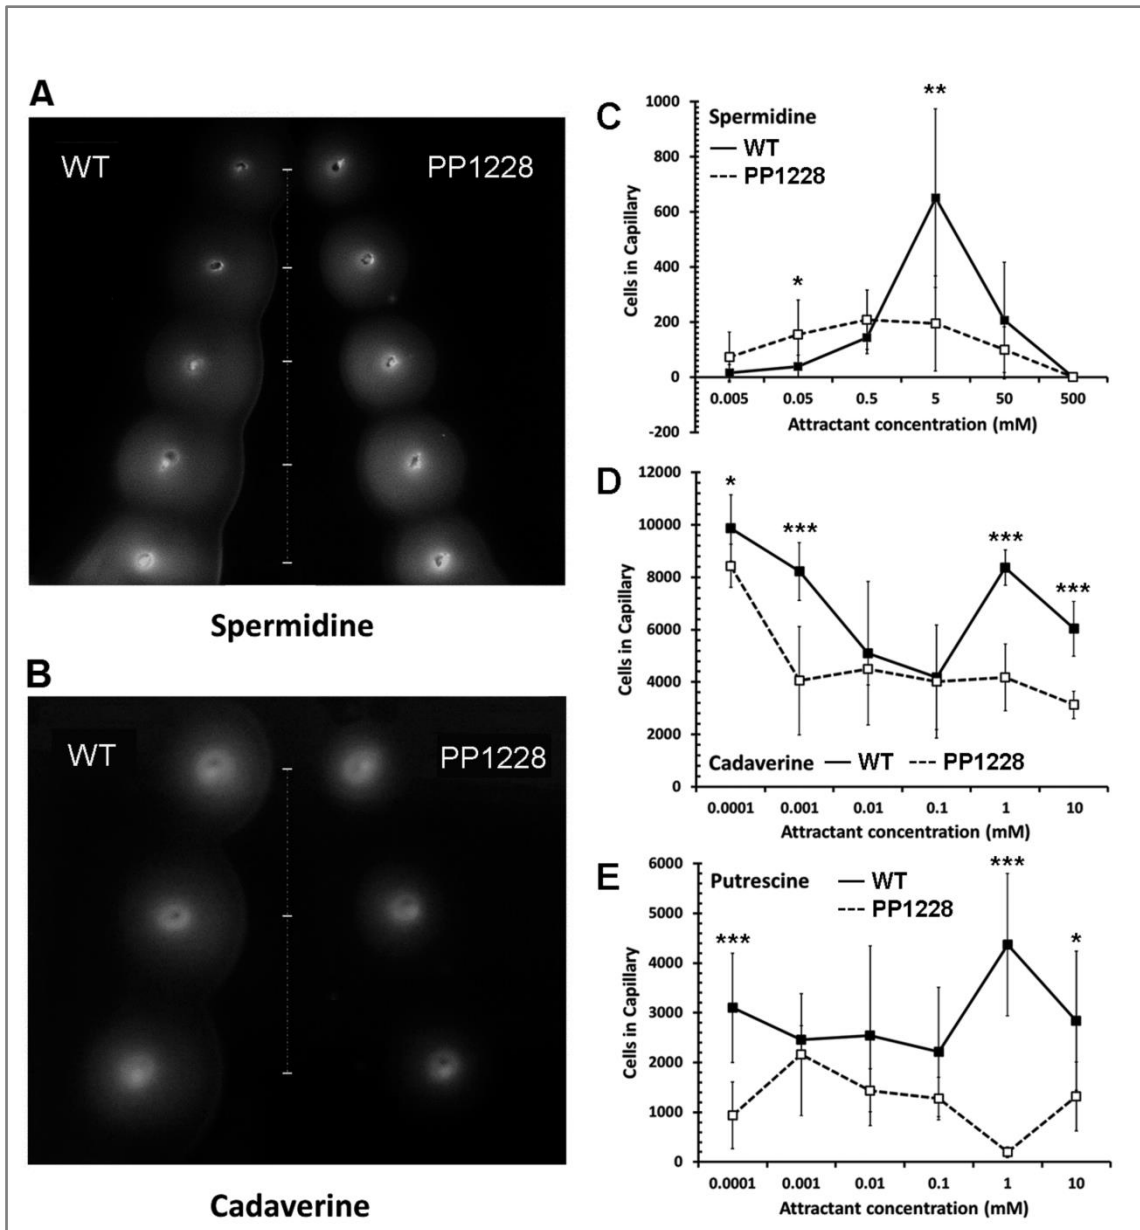 A
WT
PP1228
Spermidine
B
WT
PP1228
Cadaverine
C
Spermidine
WT
PP1228
**
*
1000
800
600
400
200
0
-200
Cells in Capillary
0.005 0.05 0.5 5 50 500
Attractant concentration (mM)
D
*
***
***
***
12000
10000
8000
6000
4000
2000
0
Cells in Capillary
Cadaverine WT PP1228
0.0001 0.001 0.01 0.1 1 10
Attractant concentration (mM)
E
Putrescine WT
PP1228
***
***
*
6000
5000
4000
3000
2000
1000
0
Cells in Capillary
0.0001 0.001 0.01 0.1 1 10
Attractant concentration (mM)